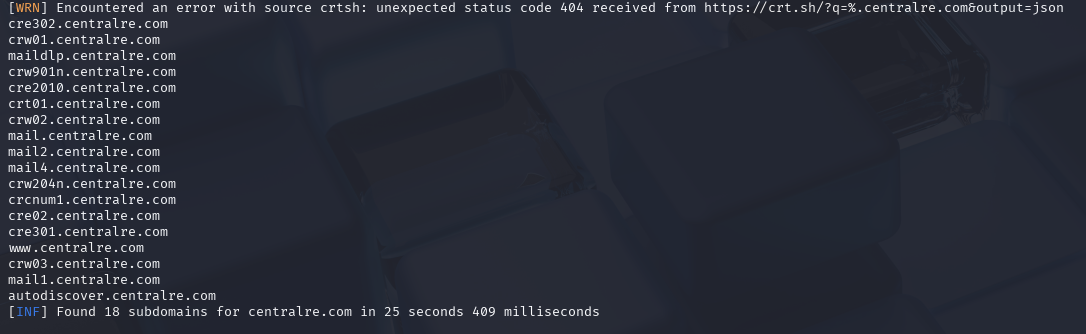 [WRN] Encountered an error with source crtsh: unexpected status code 404 received from https://crt.sh/?q=%.centralre.com&output=json
cre302.centralre.com
crw01.centralre.com
maildlp.centralre.com
crw901n.centralre.com
cre2010.centralre.com
crt01.centralre.com
crw02.centralre.com
mail.centralre.com
mail2.centralre.com
mail4.centralre.com
crw204n.centralre.com
crcnum1.centralre.com
cre02.centralre.com
cre301.centralre.com
www.centralre.com
crw03.centralre.com
mail1.centralre.com
autodiscover.centralre.com
[INF] Found 18 subdomains for centralre.com in 25 seconds 409 milliseconds